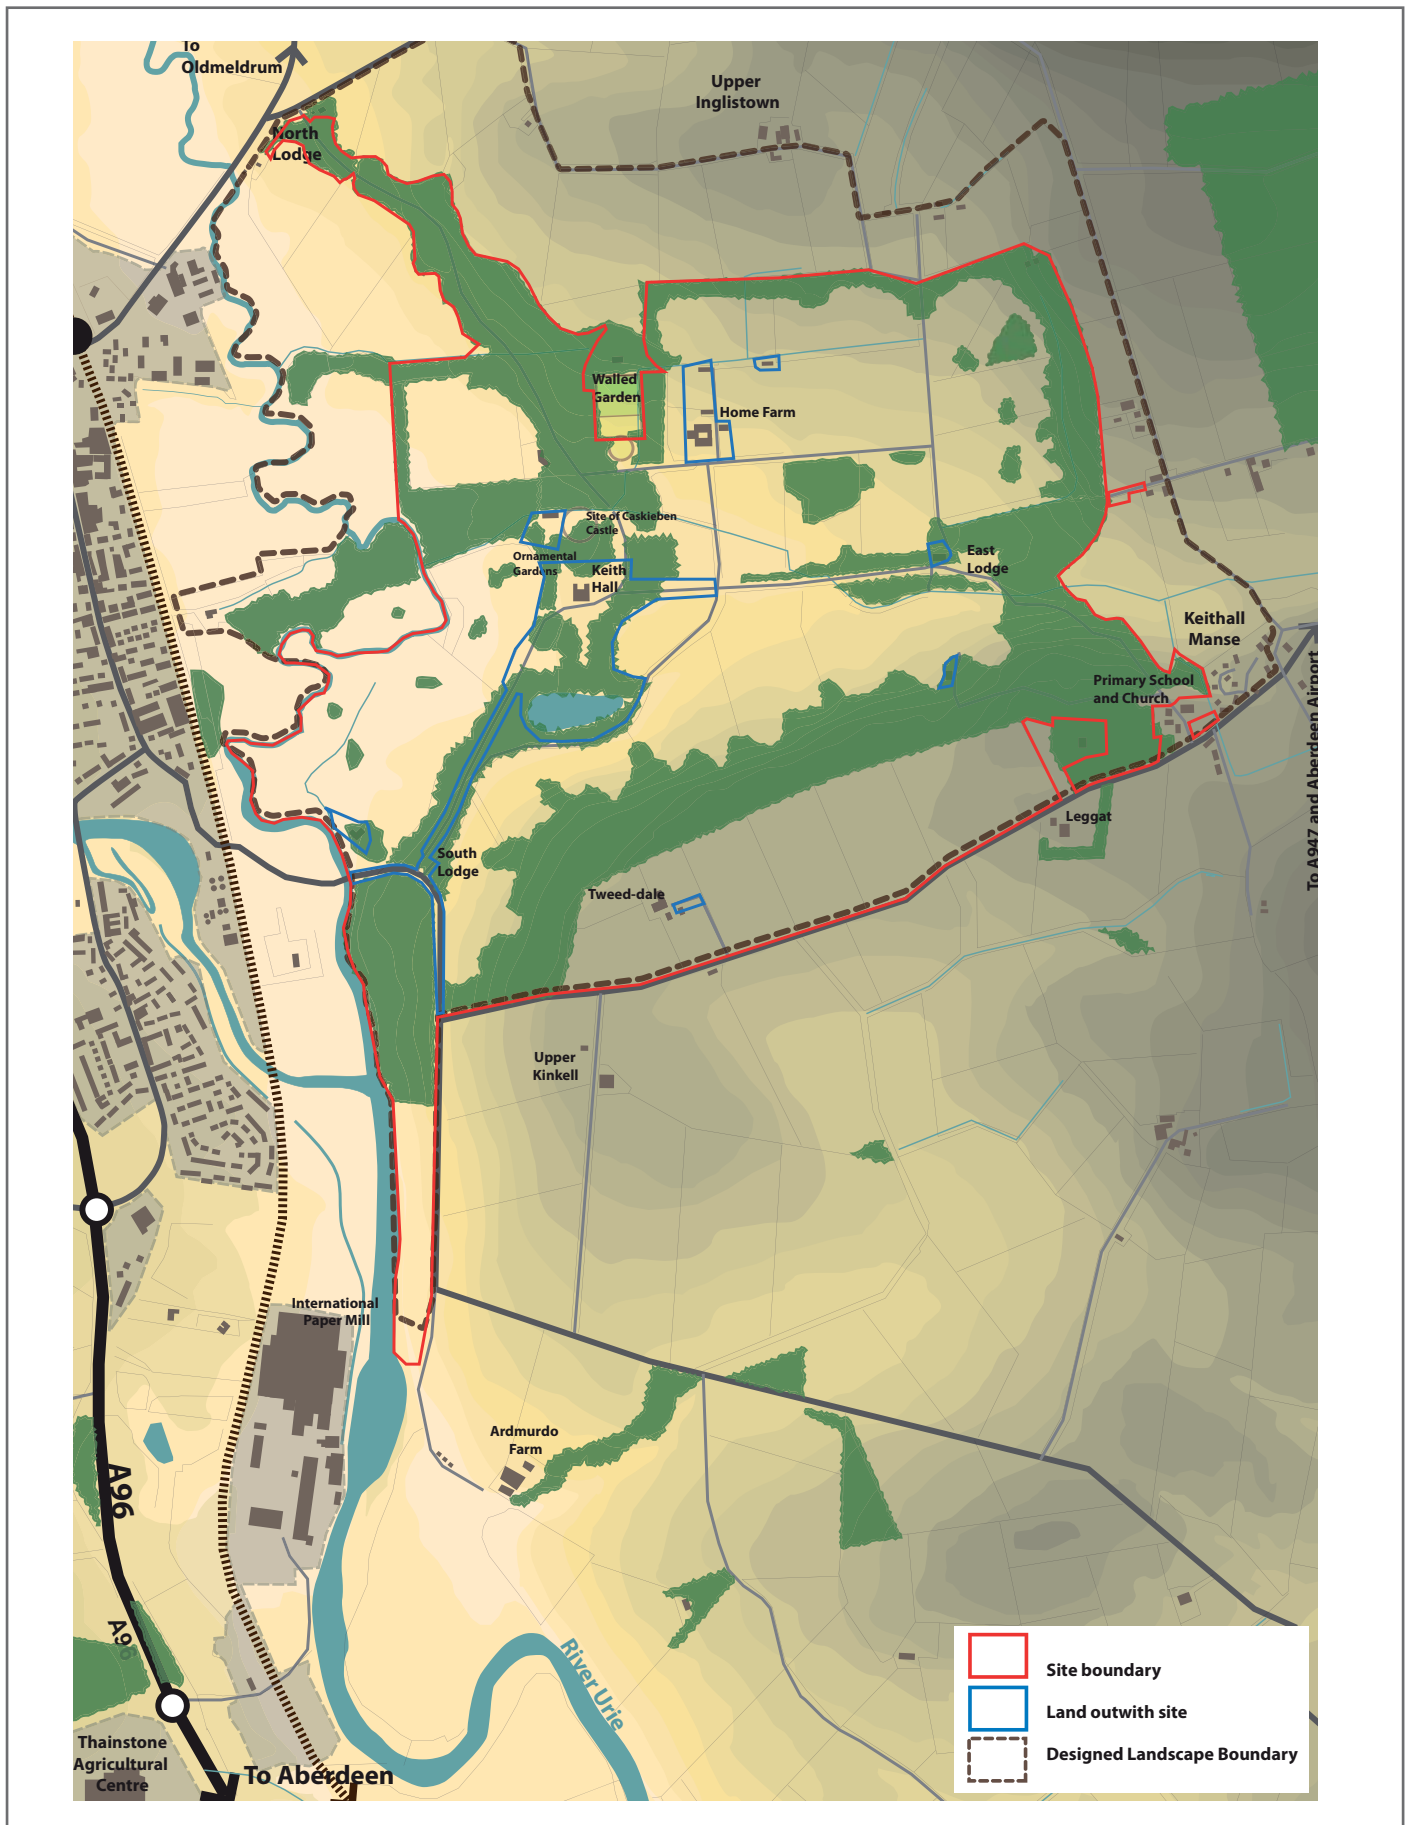 To
Oldmeldrum
Upper
Inglistown
North
Lodge
Walled
Garden
Home Farm
Site of Caskieben
Castle
Ornamental
Gardens
Keith
Hall
East
Lodge
Keithall
Manse
Primary School
and Church
To A947 and Aberdeen Airport
Leggat
South
Lodge
Tweed-dale
Upper
Kinkell
International
Paper Mill
Ardmurdo
Farm
A96
A96
River Urie
Thainstone
Agricultural
Centre
To Aberdeen
Site boundary
Land outwith site
Designed Landscape Boundary